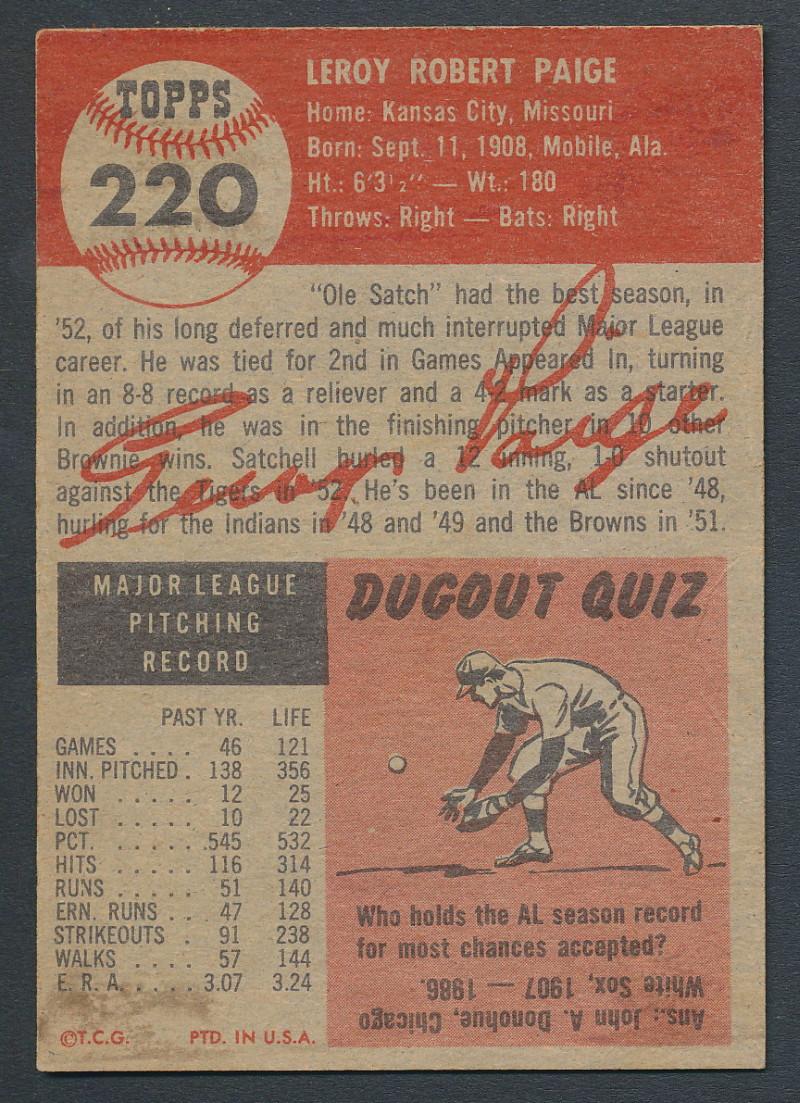 TOPPS
220
LEROY ROBERT PAIGE
Home: Kansas City, Missouri
Born: Sept. 11, 1908, Mobile, Ala.
Ht.: 6'3½" — Wt.: 180
Throws: Right — Bats: Right
"Ole Satch" had the best season, in
'52, of his long deferred and much interrupted Major League
career. He was tied for 2nd in Games Appeared In, turning
in an 8-8 record as a reliever and a 4-2 mark as a starter.
In addition, he was in the finishing pitcher in 10 other
Brownie wins. Satchell hurled a 12 inning, 1-0 shutout
against the Tigers in '52. He's been in the AL since '48,
hurling for the Indians in '48 and '49 and the Browns in '51.
MAJOR LEAGUE
PITCHING
RECORD
PAST YR. LIFE
GAMES . . . . 46 121
INN. PITCHED . 138 356
WON . . . . . 12 25
LOST . . . . . 10 22
PCT. . . . . . .545 532
HITS . . . . . 116 314
RUNS . . . . . 51 140
ERN. RUNS . . 47 128
STRIKEOUTS . 91 238
WALKS . . . . 57 144
E. R. A. . . . . 3.07 3.24
©T.C.G. PTD. IN U.S.A.
DUGOUT QUIZ
Who holds the AL season record
for most chances accepted?
Ans.: John A. Donohue, Chicago
White Sox, 1907 — 1986.